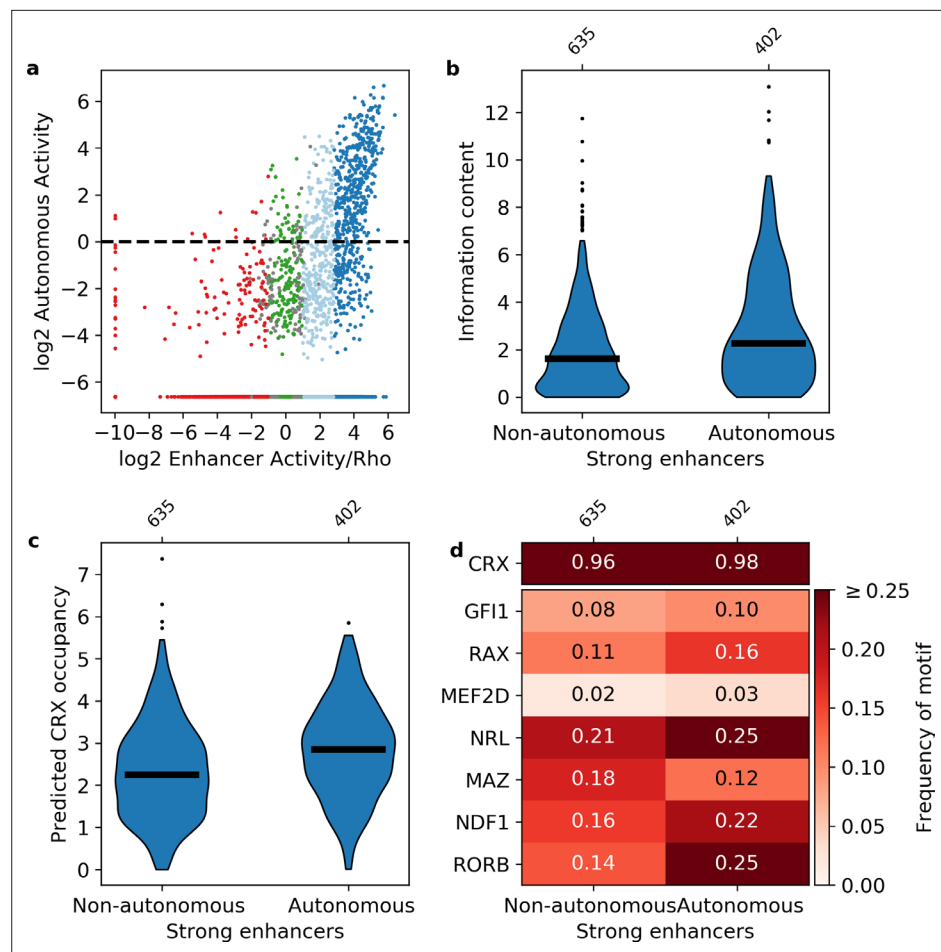 a
log2 Autonomous Activity
6
4
2
0
−2
−4
−6
−10 −8 −6 −4 −2 0 2 4 6
log2 Enhancer Activity/Rho
b
635 402
Information content
12
10
8
6
4
2
0
Non-autonomous Autonomous
Strong enhancers
c
635 402
Predicted CRX occupancy
7
6
5
4
3
2
1
0
Non-autonomous Autonomous
Strong enhancers
d
635 402
CRX 0.96 0.98
GFI1 0.08 0.10
RAX 0.11 0.16
MEF2D 0.02 0.03
NRL 0.21 0.25
MAZ 0.18 0.12
NDF1 0.16 0.22
RORB 0.14 0.25
Non-autonomous Autonomous
Strong enhancers
≥ 0.25
0.20
0.15
0.10
0.05
0.00
Frequency of motif